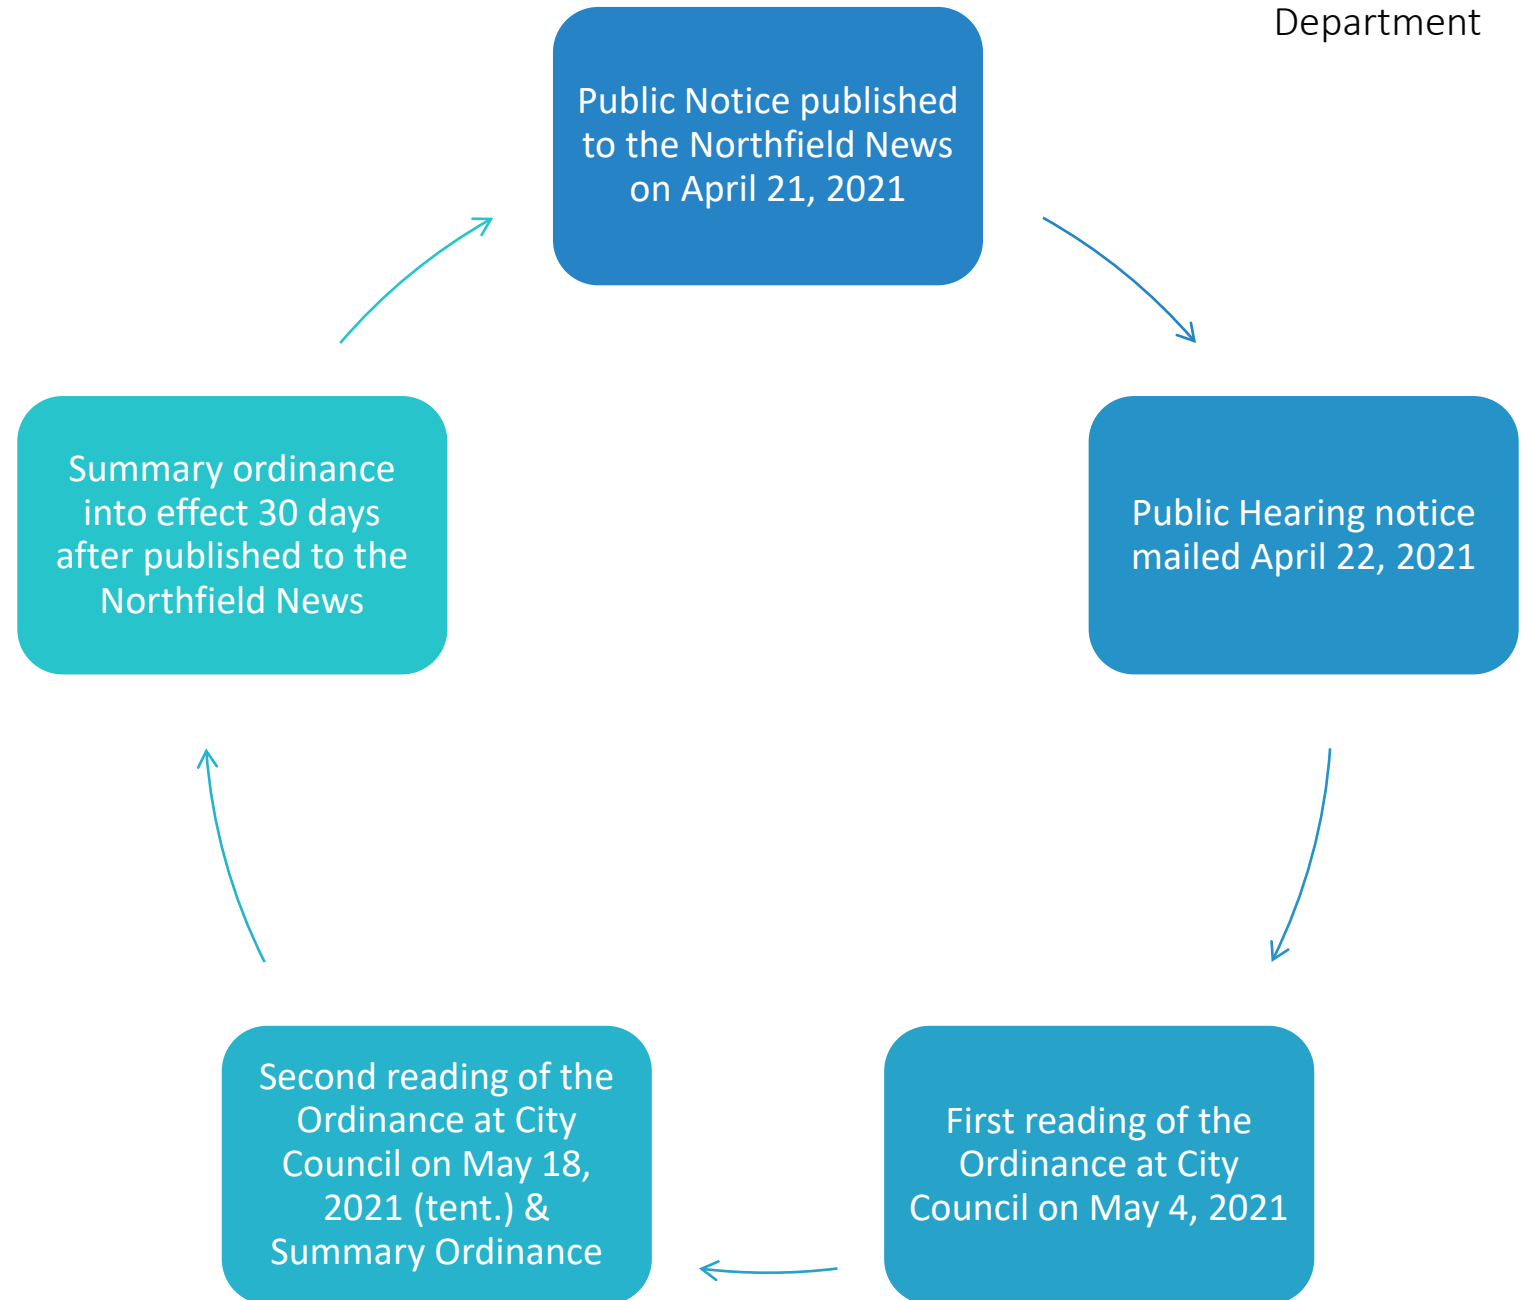 Department
Public Notice published
to the Northfield News
on April 21, 2021
Public Hearing notice
mailed April 22, 2021
First reading of the
Ordinance at City
Council on May 4, 2021
Second reading of the
Ordinance at City
Council on May 18,
2021 (tent.) &
Summary Ordinance
Summary ordinance
into effect 30 days
after published to the
Northfield News